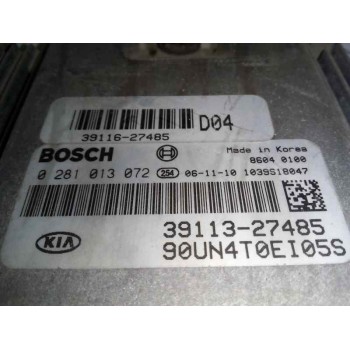 39116-27485 D04
BOSCH
Made in Korea
8604 0100
0 281 013 072 254 06-11-10 1039S18047
39113-27485
KIA
90UN4T0EI05S